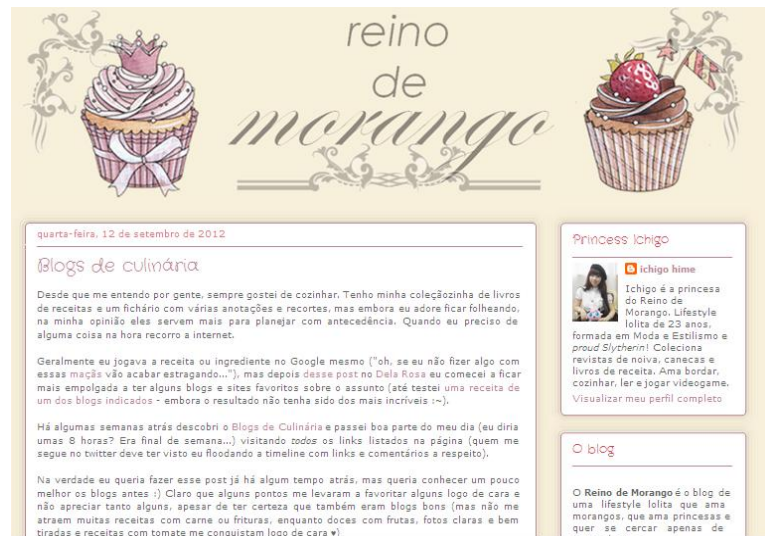 reino
de
morango
quarta-feira, 12 de setembro de 2012
Blogs de culinária
Desde que me entendo por gente, sempre gostei de cozinhar. Tenho minha coleçãozinha de livros
de receitas e um fichário com várias anotações e recortes, mas embora eu adore ficar folheando,
na minha opinião eles servem mais para planejar com antecedência. Quando eu preciso de
alguma coisa na hora recorro a internet.
Geralmente eu jogava a receita ou ingrediente no Google mesmo ("oh, se eu não fizer algo com
essas maçãs vão acabar estragando..."), mas depois desse post no Dela Rosa eu comecei a ficar
mais empolgada a ter alguns blogs e sites favoritos sobre o assunto (até testei uma receita de
um dos blogs indicados - embora o resultado não tenha sido dos mais incríveis :~).
Há algumas semanas atrás descobri o Blogs de Culinária e passei boa parte do meu dia (eu diria
umas 8 horas? Era final de semana...) visitando todos os links listados na página (quem me
segue no twitter deve ter visto eu floodando a timeline com links e comentários a respeito).
Na verdade eu queria fazer esse post já há algum tempo atrás, mas queria conhecer um pouco
melhor os blogs antes :) Claro que alguns pontos me levaram a favoritar alguns logo de cara e
não apreciar tanto alguns, apesar de ter certeza que também eram blogs bons (mas não me
atraem muitas receitas com carne ou frituras, enquanto doces com frutas, fotos claras e bem
tiradas e receitas com tomate me conquistam logo de cara ♥)
Princess Ichigo
ichigo hime
Ichigo é a princesa
do Reino de
Morango. Lifestyle
lolita de 23 anos,
formada em Moda e Estilismo e
proud Slytherin! Coleciona
revistas de noiva, canecas e
livros de receita. Ama bordar,
cozinhar, ler e jogar videogame.
Visualizar meu perfil completo
O blog
O Reino de Morango é o blog de
uma lifestyle lolita que ama
morangos, que ama princesas e
quer se cercar apenas de